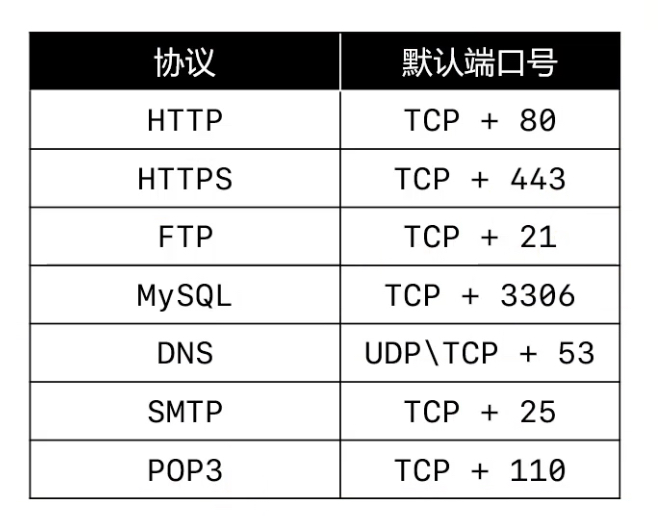 协议 默认端口号
HTTP TCP + 80
HTTPS TCP + 443
FTP TCP + 21
MySQL TCP + 3306
DNS UDP\TCP + 53
SMTP TCP + 25
POP3 TCP + 110